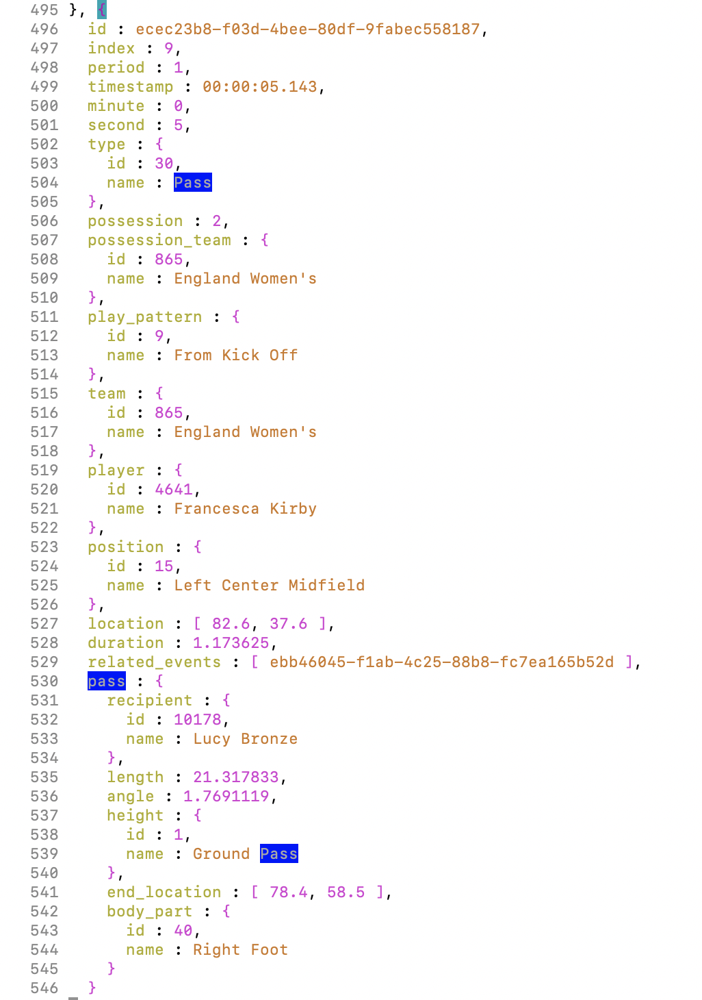 495 }, {
496   id : ecec23b8-f03d-4bee-80df-9fabec558187,
497   index : 9,
498   period : 1,
499   timestamp : 00:00:05.143,
500   minute : 0,
501   second : 5,
502   type : {
503     id : 30,
504     name : Pass
505   },
506   possession : 2,
507   possession_team : {
508     id : 865,
509     name : England Women's
510   },
511   play_pattern : {
512     id : 9,
513     name : From Kick Off
514   },
515   team : {
516     id : 865,
517     name : England Women's
518   },
519   player : {
520     id : 4641,
521     name : Francesca Kirby
522   },
523   position : {
524     id : 15,
525     name : Left Center Midfield
526   },
527   location : [ 82.6, 37.6 ],
528   duration : 1.173625,
529   related_events : [ ebb46045-f1ab-4c25-88b8-fc7ea165b52d ],
530   pass : {
531     recipient : {
532       id : 10178,
533       name : Lucy Bronze
534     },
535     length : 21.317833,
536     angle : 1.7691119,
537     height : {
538       id : 1,
539       name : Ground Pass
540     },
541     end_location : [ 78.4, 58.5 ],
542     body_part : {
543       id : 40,
544       name : Right Foot
545     }
546   }